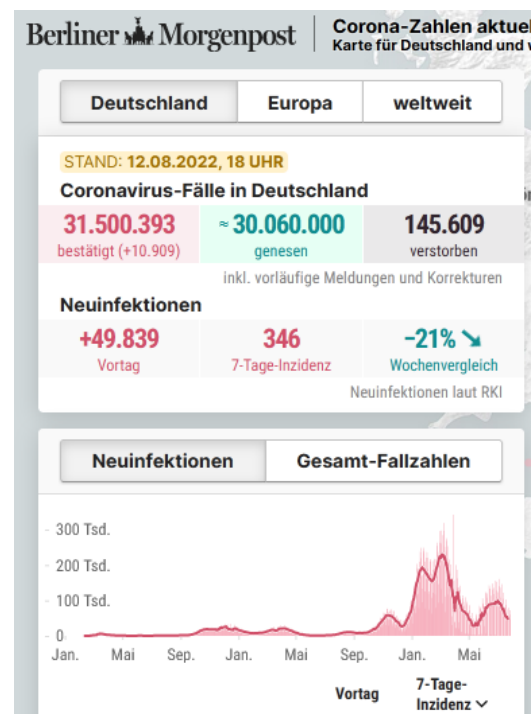 Berliner Morgenpost
Corona-Zahlen
Karte für Deutschland und
Deutschland Europa weltweit
STAND: 12.08.2022, 18 UHR
Coronavirus-Fälle in Deutschland
31.500.393 ≈ 30.060.000 145.609
bestätigt (+10.909) genesen verstorben
inkl. vorläufige Meldungen und Korrekturen
Neuinfektionen
+49.839 346 −21% ↘
Vortag 7-Tage-Inzidenz Wochenvergleich
Neuinfektionen laut RKI
Neuinfektionen Gesamt-Fallzahlen
300 Tsd.
200 Tsd.
100 Tsd.
0
Jan. Mai Sep. Jan. Mai Sep. Jan. Mai
Vortag 7-Tage-
Inzidenz